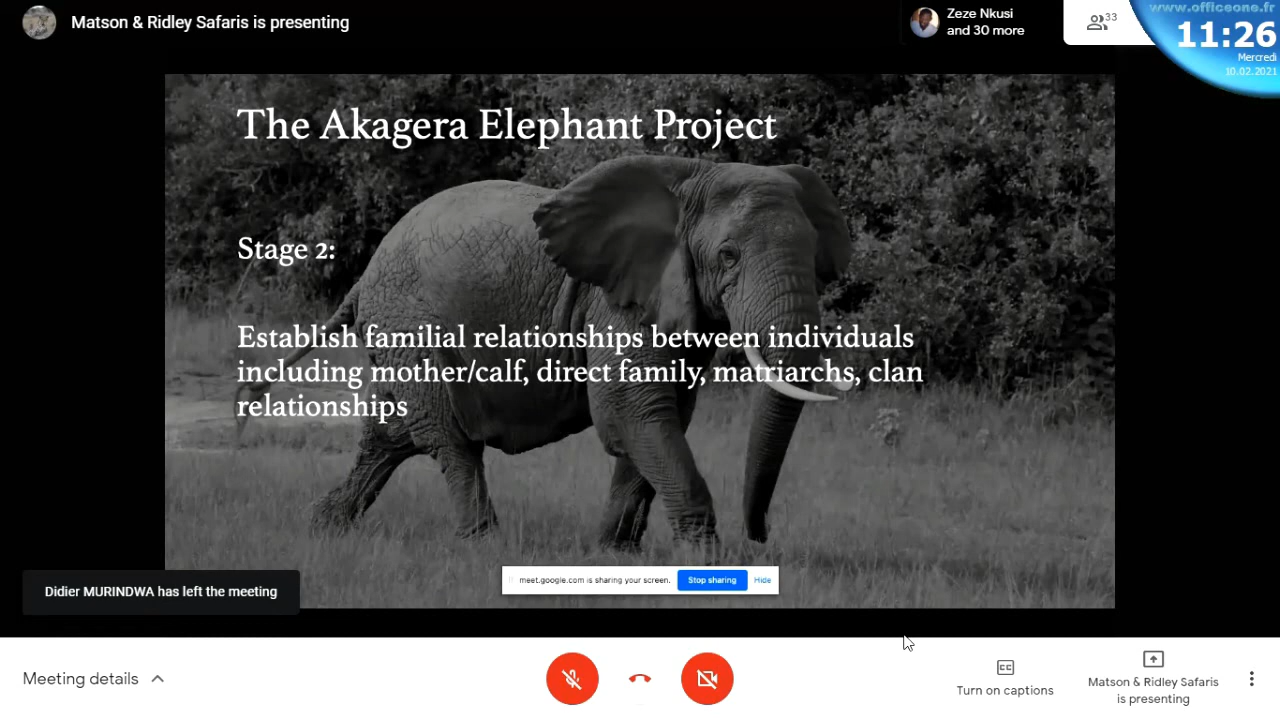 Matson & Ridley Safaris is presenting
Zeze Nkusi
and 30 more
33
www.officeone.fr
11:26
Mercredi
10.02.2021
The Akagera Elephant Project
Stage 2:
Establish familial relationships between individuals
including mother/calf, direct family, matriarchs, clan
relationships
meet.google.com is sharing your screen.
Stop sharing
Hide
Didier MURINDWA has left the meeting
Meeting details
CC
Turn on captions
Matson & Ridley Safaris
is presenting